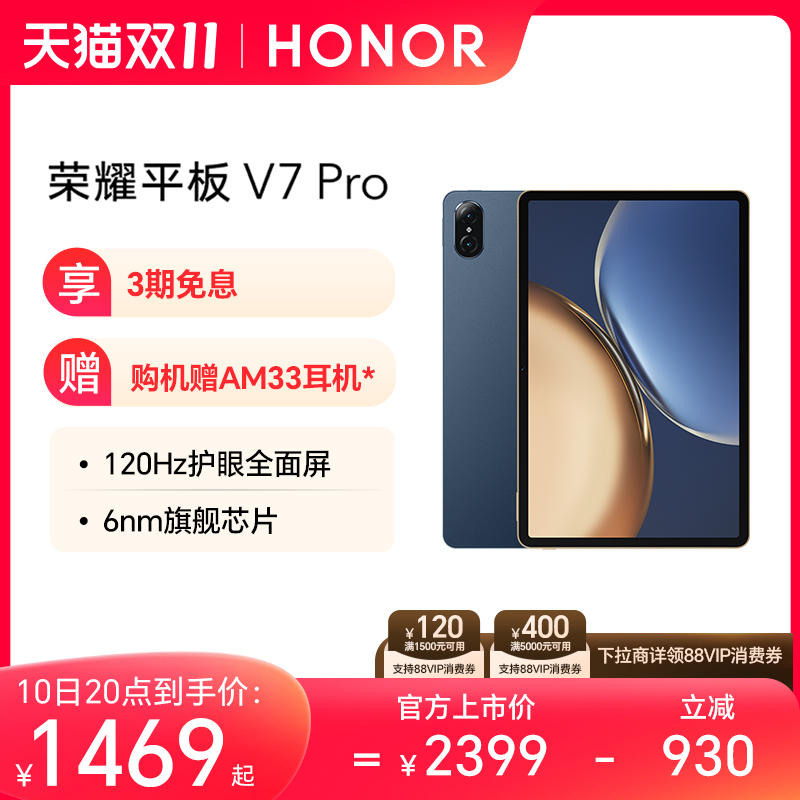 天猫双11 | HONOR
荣耀平板 V7 Pro
享 3期免息
赠 购机赠AM33耳机*
• 120Hz护眼全面屏
• 6nm旗舰芯片
¥120
满1500元可用
支持88VIP消费券
¥400
满5000元可用
支持88VIP消费券
下拉商详领88VIP消费券
10日20点到手价：
¥1469起
=
官方上市价
¥2399
-
立减
930